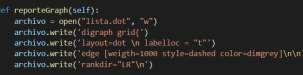 def reporteGraph(self):
archivo = open("lista.dot", "w")
archivo.write('digraph grid{')
archivo.write('layout=dot \n labelloc = "t"')
archivo.write('edge [weigth=1000 style=dashed color=dimgrey]\n\n'
archivo.write('rankdir="LR"\n')